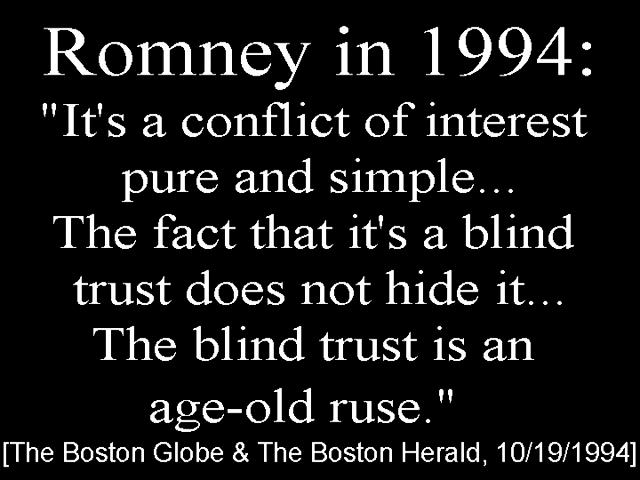 Romney in 1994:
"It's a conflict of interest
pure and simple...
The fact that it's a blind
trust does not hide it...
The blind trust is an
age-old ruse."
[The Boston Globe & The Boston Herald, 10/19/1994]